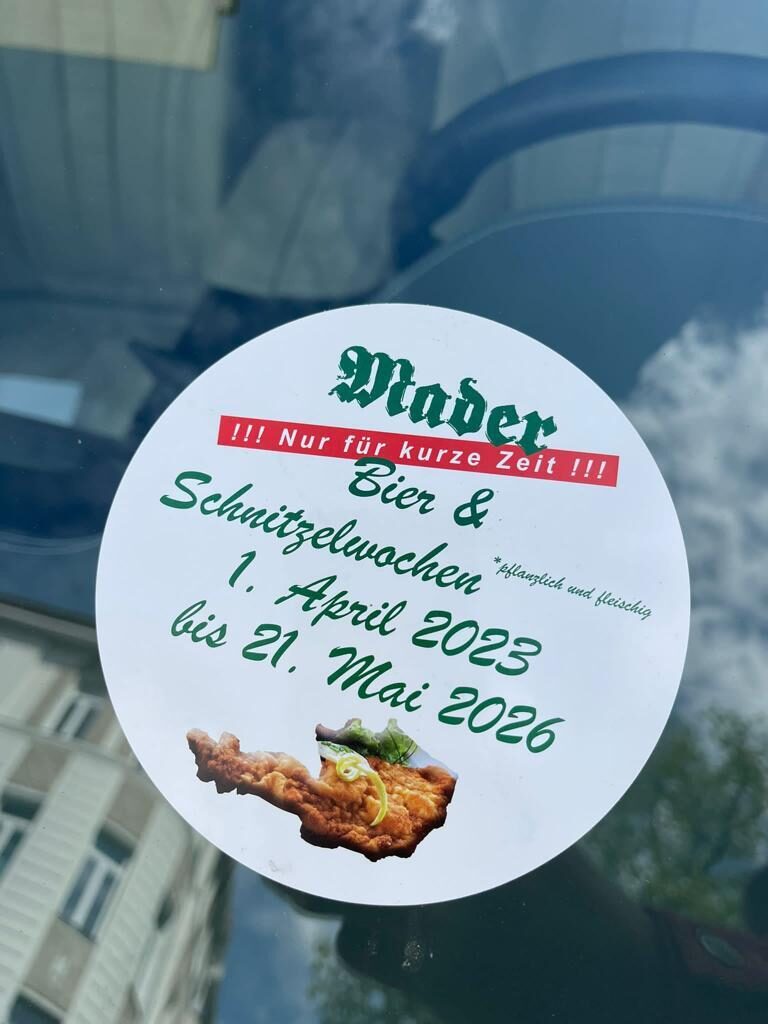 Mader
!!! Nur für kurze Zeit !!!
Bier &
Schnitzelwochen
*pflanzlich und fleischig
1. April 2023
bis 21. Mai 2026